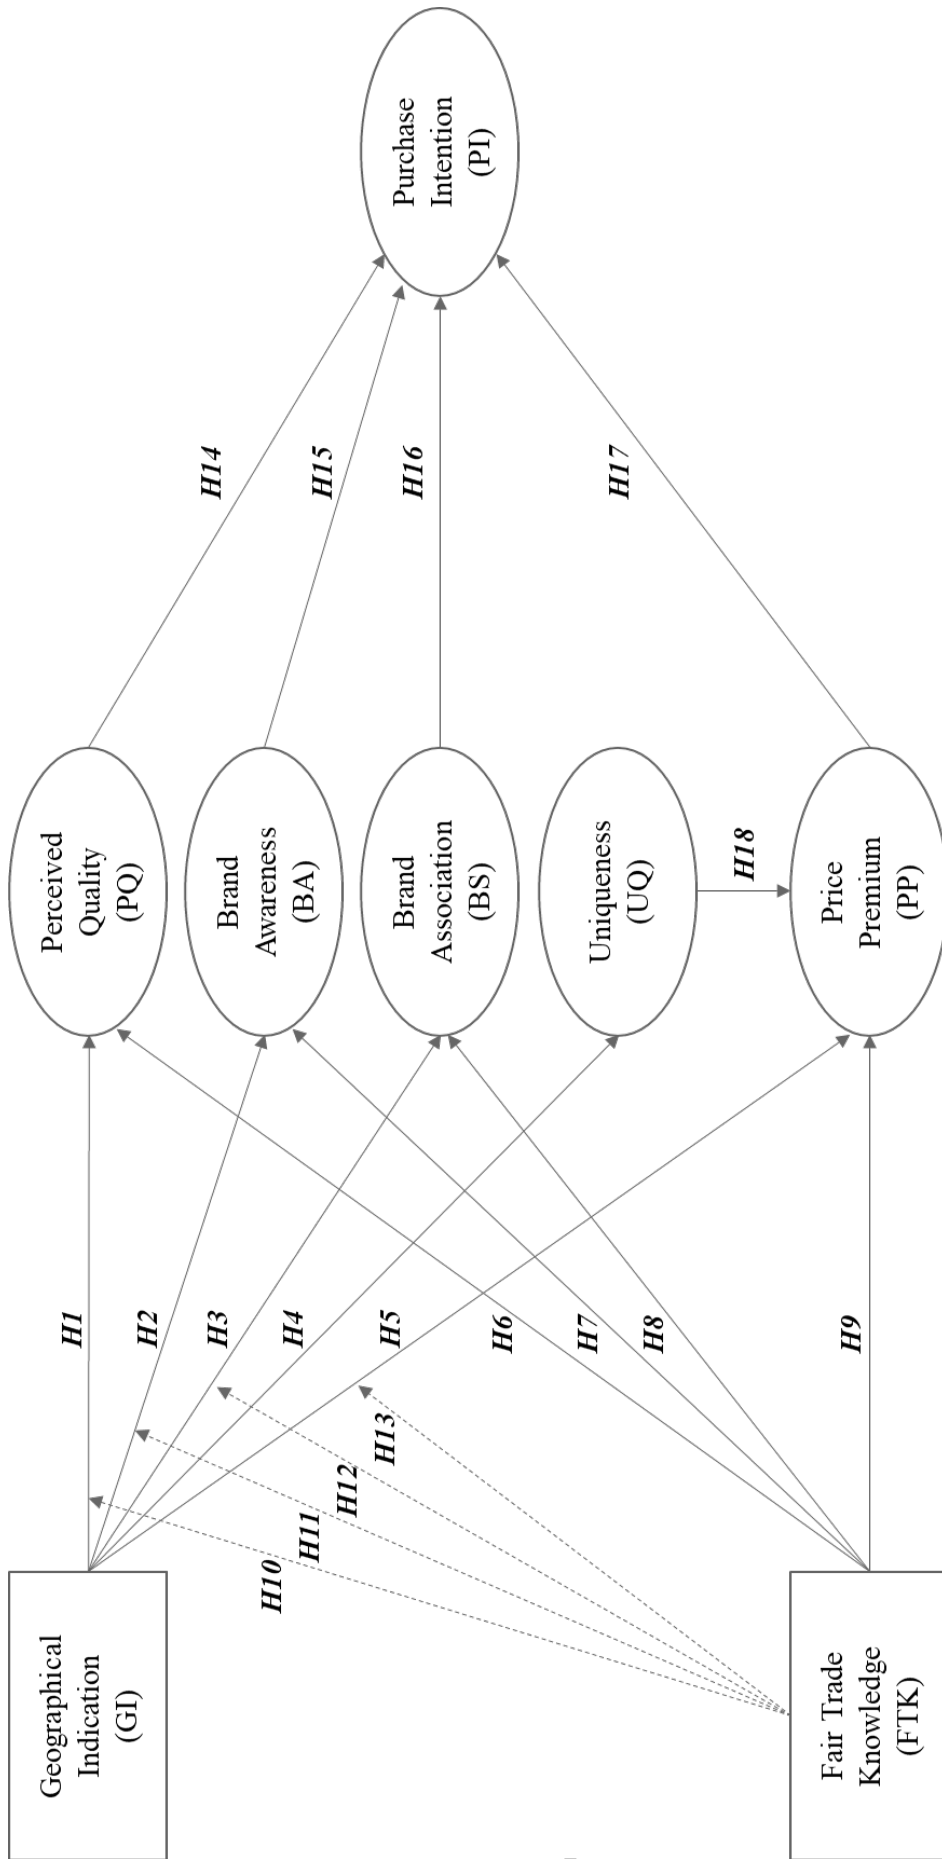 Geographical
Indication
(GI)
Fair Trade
Knowledge
(FTK)
H1
H2
H3
H4
H5
H6
H7
H8
H9
H10
H11
H12
H13
Perceived
Quality
(PQ)
Brand
Awareness
(BA)
Brand
Association
(BS)
Uniqueness
(UQ)
H18
Price
Premium
(PP)
H14
H15
H16
H17
Purchase
Intention
(PI)